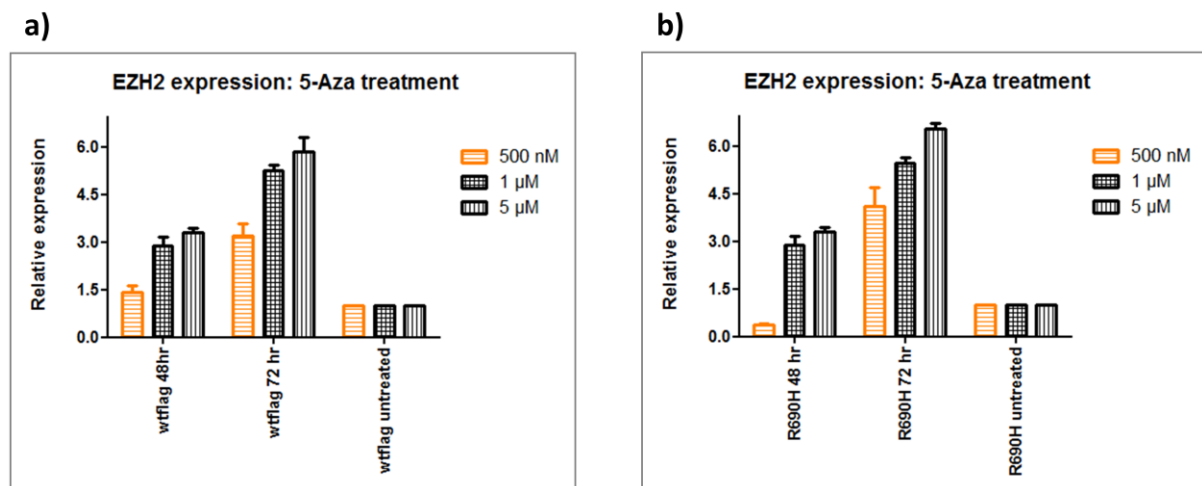 a)
EZH2 expression: 5-Aza treatment
Relative expression
6.0
4.5
3.0
1.5
0.0
500 nM
1 µM
5 µM
wtflag 48hr
wtflag 72 hr
wtflag untreated
b)
EZH2 expression: 5-Aza treatment
Relative expression
6.0
4.5
3.0
1.5
0.0
500 nM
1 µM
5 µM
R690H 48 hr
R690H 72 hr
R690H untreated